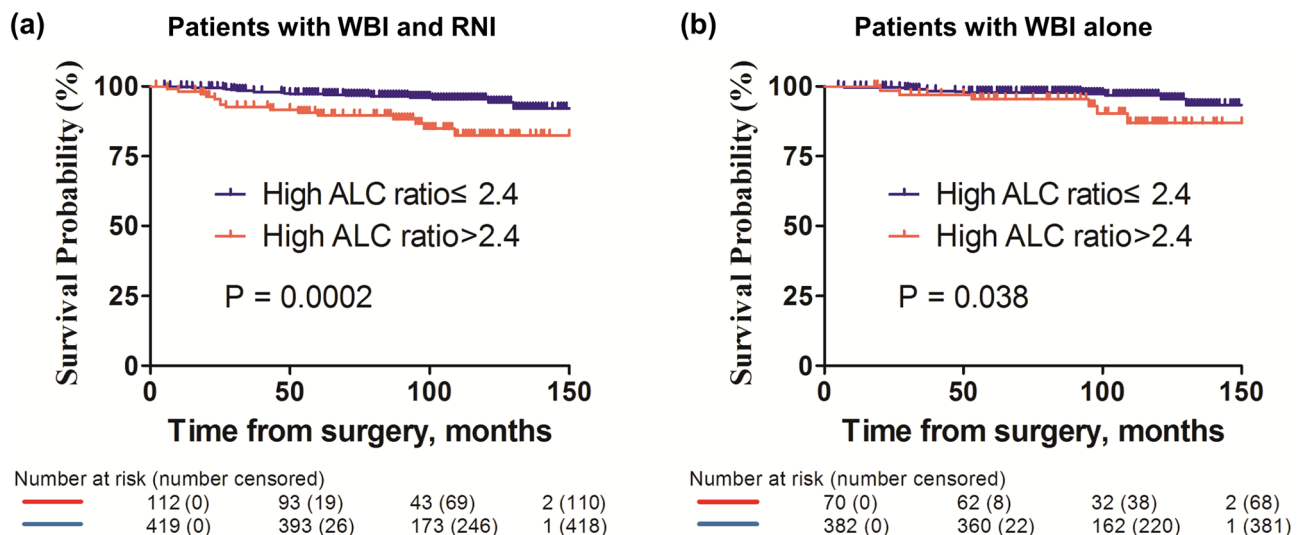 (a) Patients with WBI and RNI
Survival Probability (%)
100
75
50
25
0
High ALC ratio≤ 2.4
High ALC ratio>2.4
P = 0.0002
0 50 100 150
Time from surgery, months
Number at risk (number censored)
112 (0) 93 (19) 43 (69) 2 (110)
419 (0) 393 (26) 173 (246) 1 (418)
(b) Patients with WBI alone
Survival Probability (%)
100
75
50
25
0
High ALC ratio≤ 2.4
High ALC ratio>2.4
P = 0.038
0 50 100 150
Time from surgery, months
Number at risk (number censored)
70 (0) 62 (8) 32 (38) 2 (68)
382 (0) 360 (22) 162 (220) 1 (381)